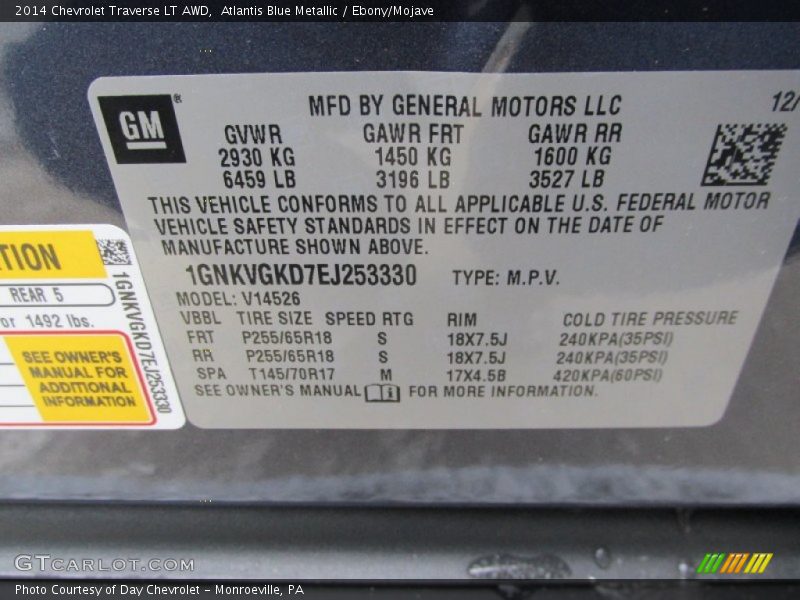 2014 Chevrolet Traverse LT AWD, Atlantis Blue Metallic / Ebony/Mojave
GM®
MFD BY GENERAL MOTORS LLC
12/
GVWR GAWR FRT GAWR RR
2930 KG 1450 KG 1600 KG
6459 LB 3196 LB 3527 LB
THIS VEHICLE CONFORMS TO ALL APPLICABLE U.S. FEDERAL MOTOR
VEHICLE SAFETY STANDARDS IN EFFECT ON THE DATE OF
MANUFACTURE SHOWN ABOVE.
1GNKVGKD7EJ253330 TYPE: M.P.V.
MODEL: V14526
VBBL TIRE SIZE SPEED RTG RIM COLD TIRE PRESSURE
FRT P255/65R18 S 18X7.5J 240KPA(35PSI)
RR P255/65R18 S 18X7.5J 240KPA(35PSI)
SPA T145/70R17 M 17X4.5B 420KPA(60PSI)
SEE OWNER'S MANUAL FOR MORE INFORMATION.
TION
REAR 5
or 1492 lbs.
SEE OWNER'S
MANUAL FOR
ADDITIONAL
INFORMATION
1GNKVGKD7EJ253330
GTCARLOT.COM
Photo Courtesy of Day Chevrolet – Monroeville, PA